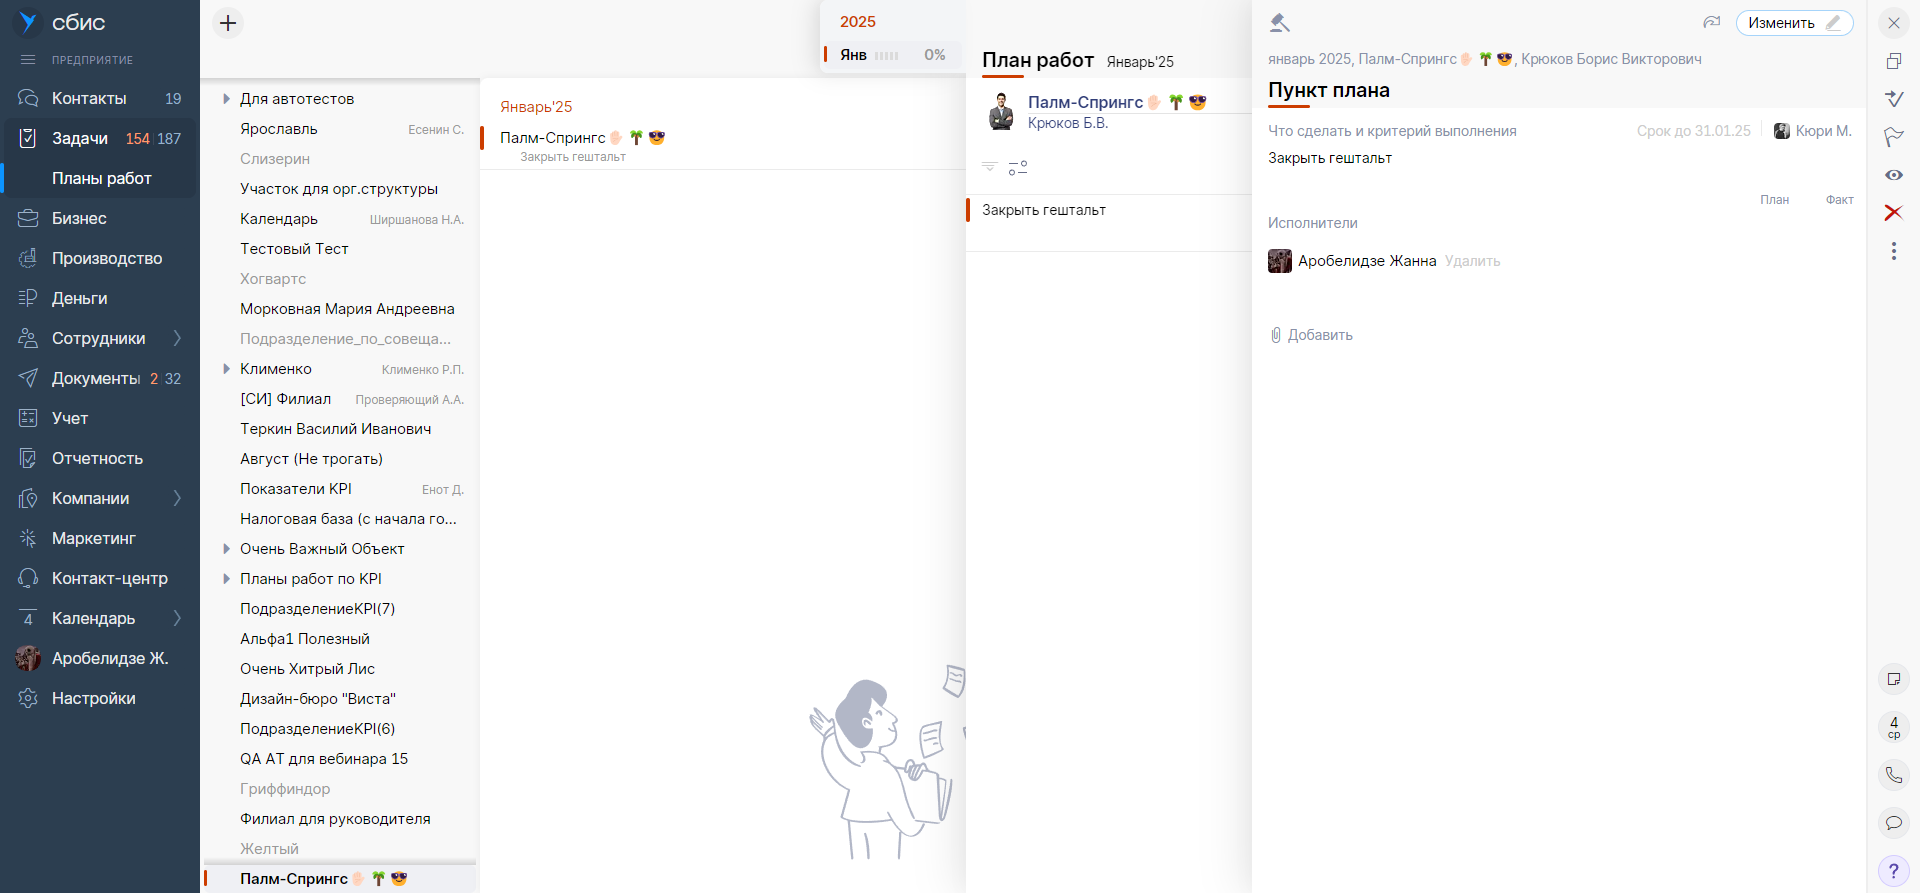 сбис
ПРЕДПРИЯТИЕ
Контакты 19
Задачи 154 187
Планы работ
Бизнес
Производство
Деньги
Сотрудники
Документы 2 32
Учет
Отчетность
Компании
Маркетинг
Контакт-центр
4 Календарь
Аробелидзе Ж.
Настройки
Для автотестов
Ярославль Есенин С.
Слизерин
Участок для орг.структуры
Календарь Ширшанова Н.А.
Тестовый Тест
Хогвартс
Морковная Мария Андреевна
Подразделение_по_совеща...
Клименко Клименко Р.П.
[СИ] Филиал Проверяющий А.А.
Теркин Василий Иванович
Август (Не трогать)
Показатели KPI Енот Д.
Налоговая база (с начала го...
Очень Важный Объект
Планы работ по KPI
ПодразделениеKPI(7)
Альфа1 Полезный
Очень Хитрый Лис
Дизайн-бюро "Виста"
ПодразделениеKPI(6)
QA АТ для вебинара 15
Гриффиндор
Филиал для руководителя
Желтый
Палм-Спрингс✋🏻 🌴 😎
2025
Янв 0%
Январь'25
Палм-Спрингс✋🏻 🌴 😎
Закрыть гештальт
План работ Январь'25
Палм-Спрингс✋🏻 🌴 😎
Крюков Б.В.
Закрыть гештальт
Изменить
январь 2025, Палм-Спрингс✋🏻 🌴 😎, Крюков Борис Викторович
Пункт плана
Что сделать и критерий выполнения Срок до 31.01.25 Кюри М.
Закрыть гештальт
План Факт
Исполнители
Аробелидзе Жанна Удалить
Добавить
4
ср
?